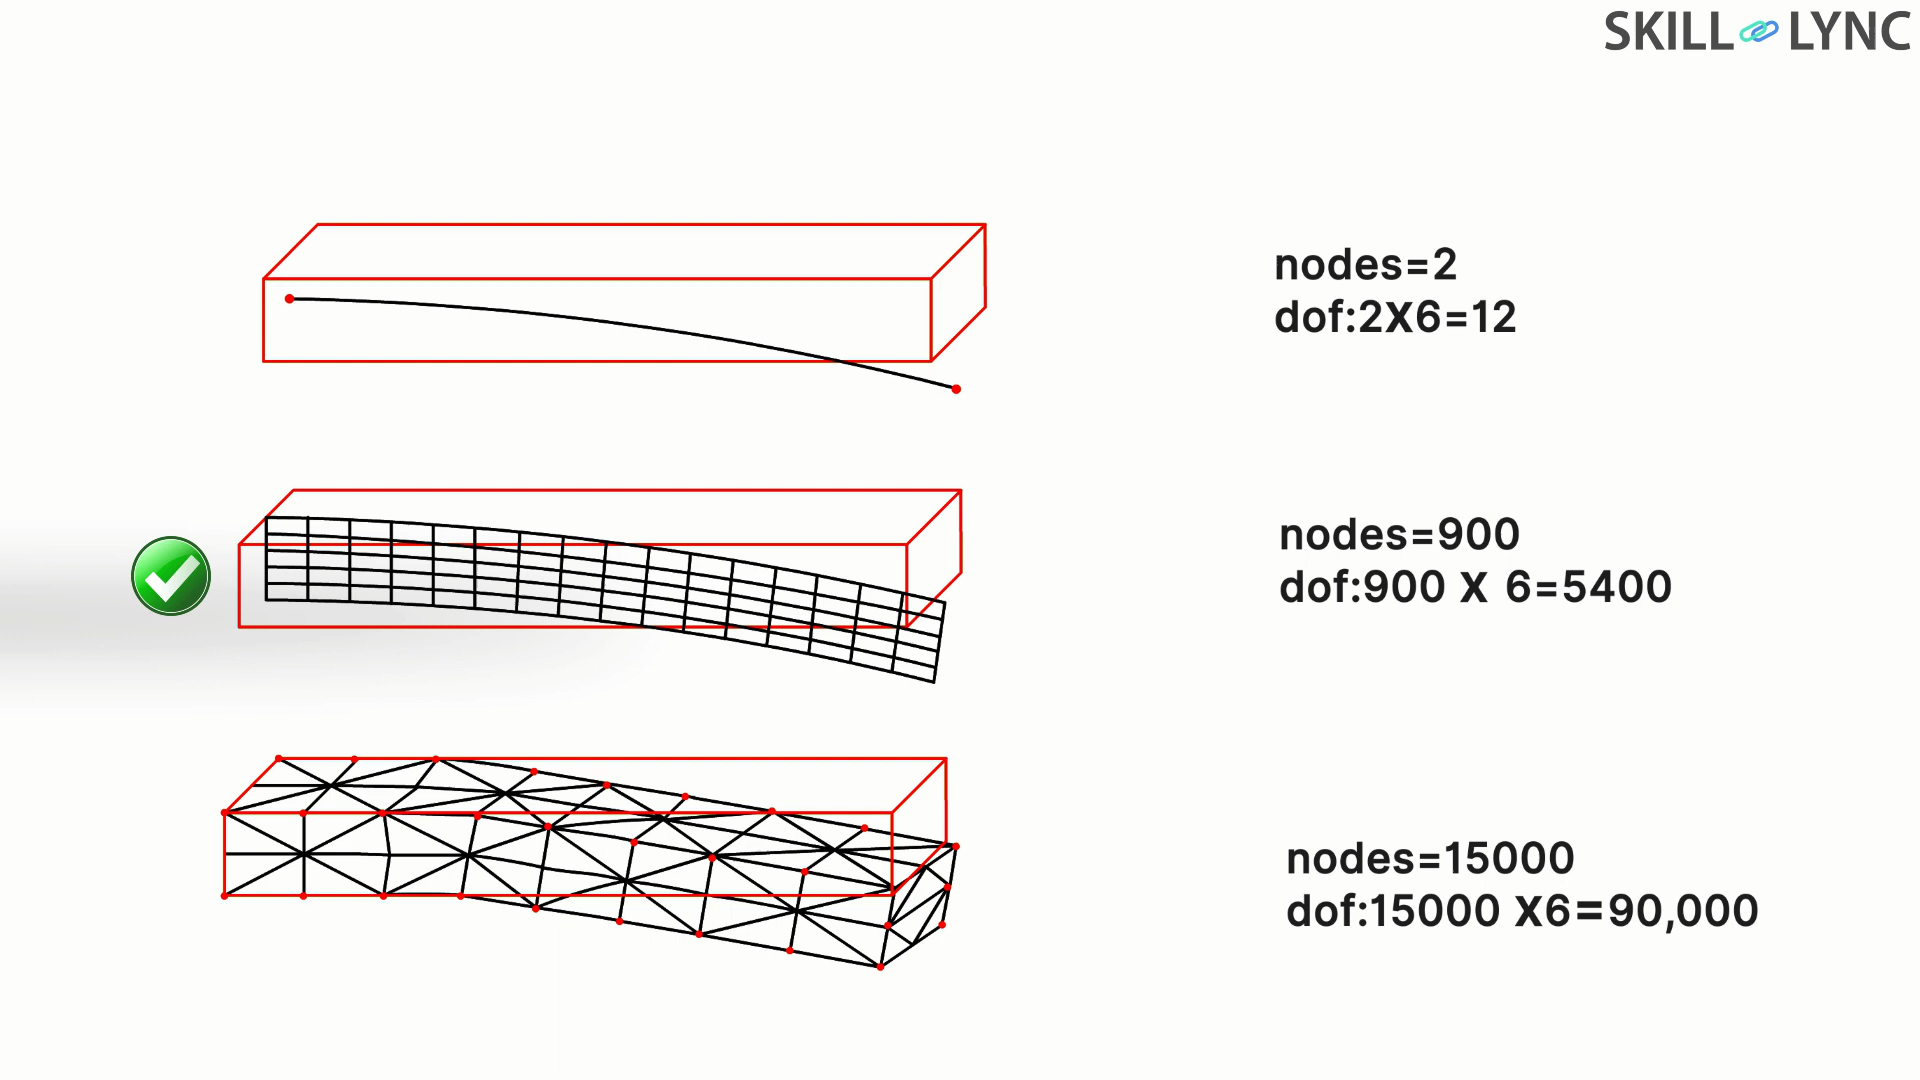 SKILL LYNC
nodes=2
dof:2X6=12
nodes=900
dof:900 X 6=5400
nodes=15000
dof:15000 X6=90,000